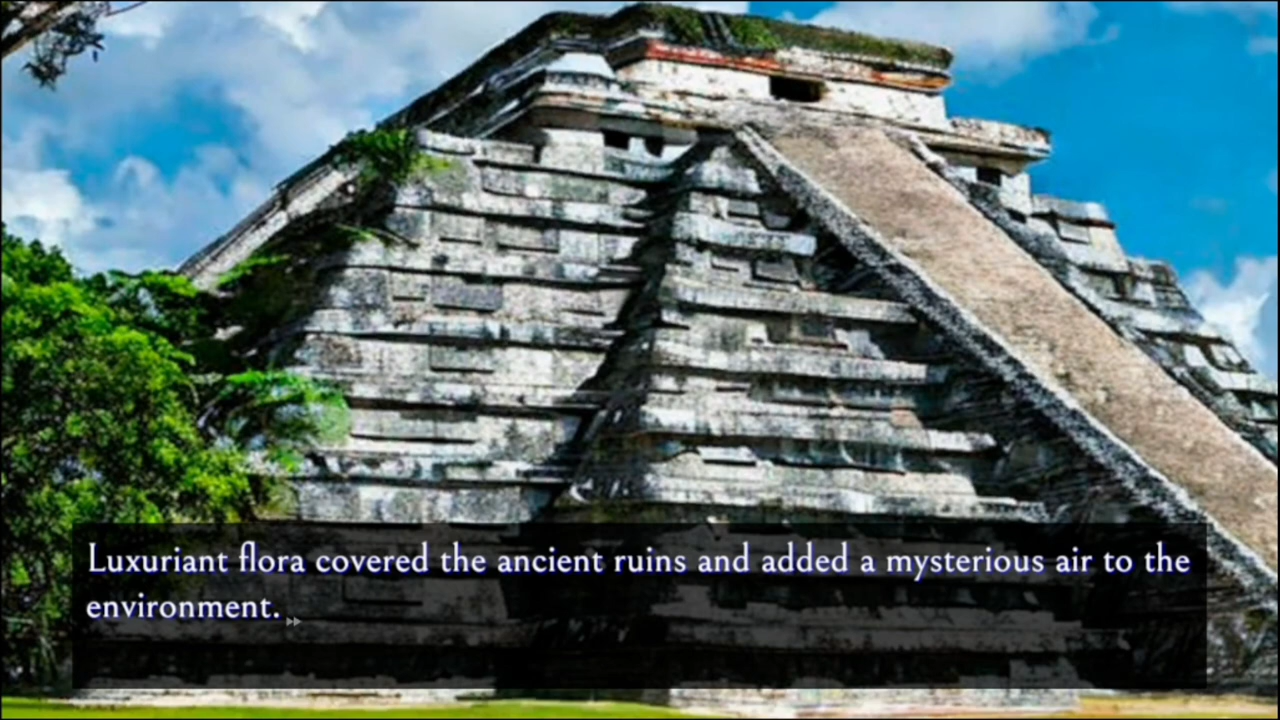 Luxuriant flora covered the ancient ruins and added a mysterious air to the
environment.